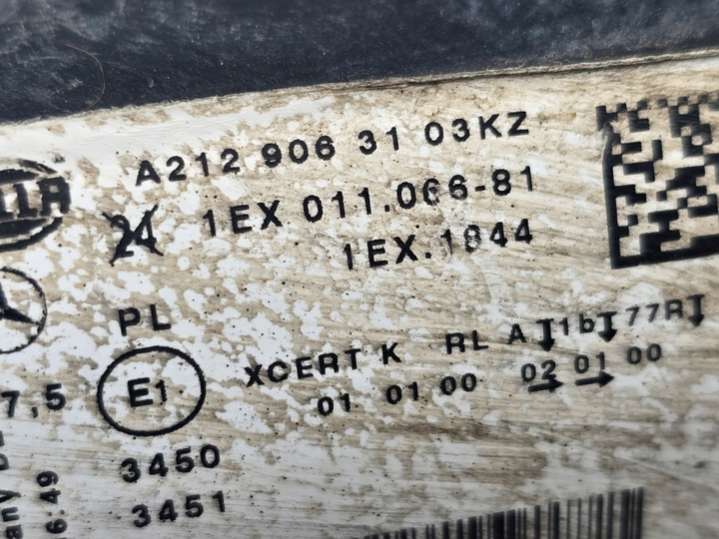 A212 906 31 03KZ
1EX 011.066-81
24
1EX.1844
PL
XCERT K RL A 1b 77R
E1
01 01 00 02 01 00
7,5
3450
3451